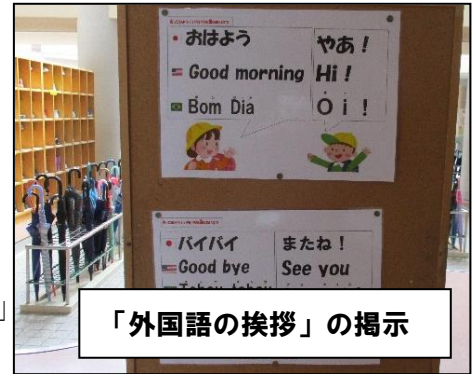 おはよう やあ!
Good morning Hi!
Bom Dia Oi!
バイバイ またね!
Good bye See you
「外国語の挨拶」の掲示
」